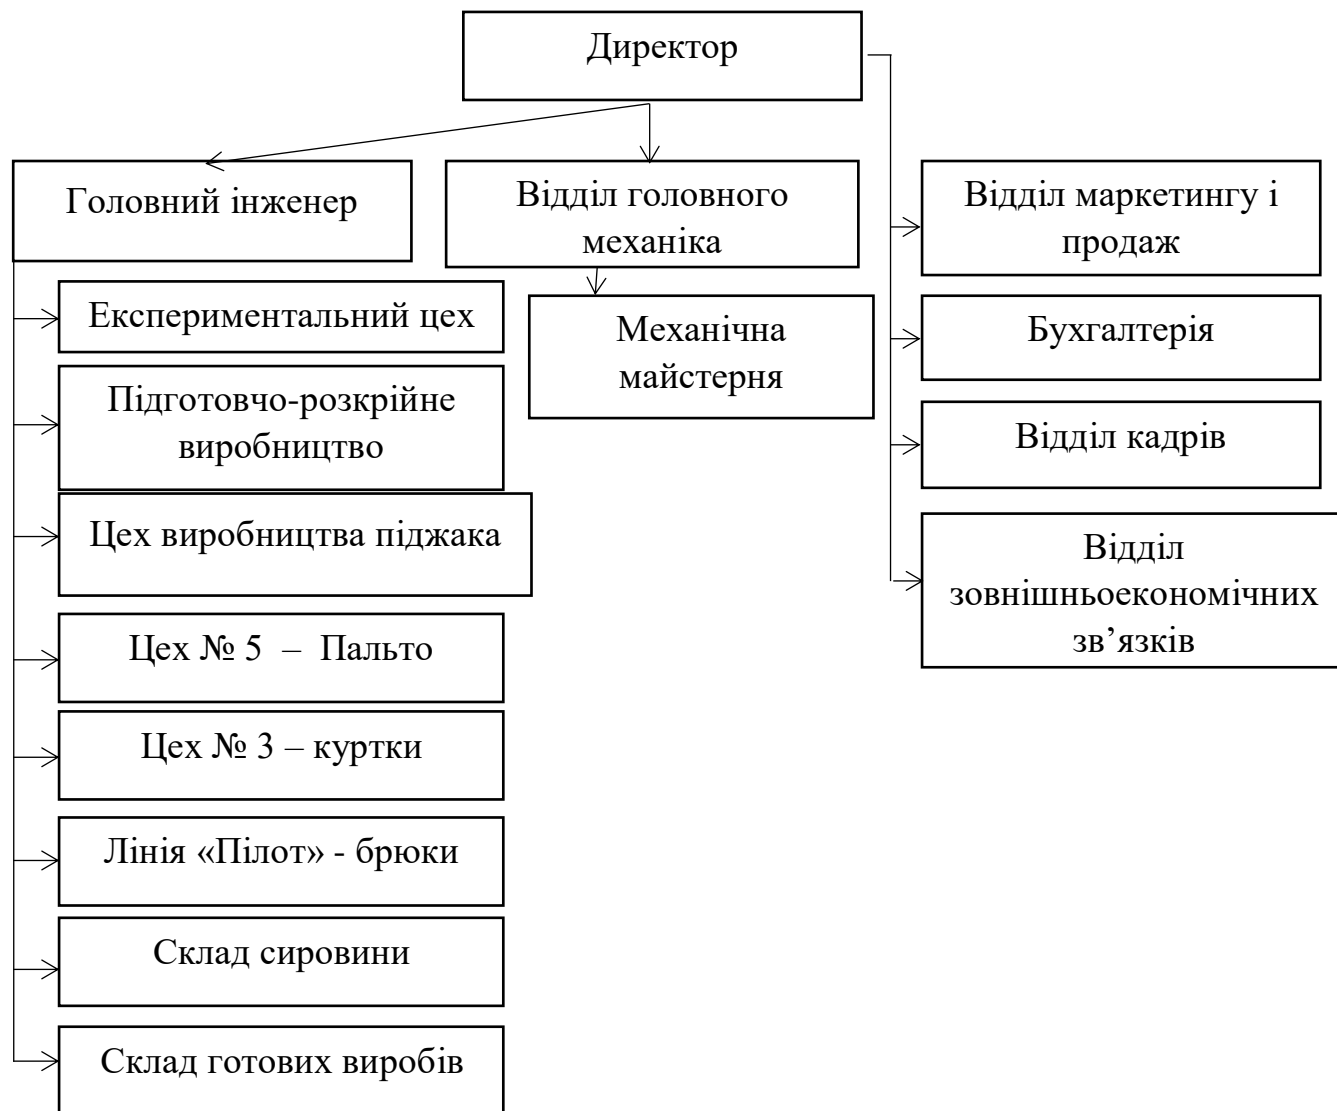 Директор
Головний інженер
Відділ головного
механіка
Відділ маркетингу і
продаж
Експериментальний цех
Механічна
майстерня
Бухгалтерія
Підготовчо-розкрійне
виробництво
Відділ кадрів
Цех виробництва піджака
Відділ
зовнішньоекономічних
зв’язків
Цех № 5 – Пальто
Цех № 3 – куртки
Лінія «Пілот» - брюки
Склад сировини
Склад готових виробів